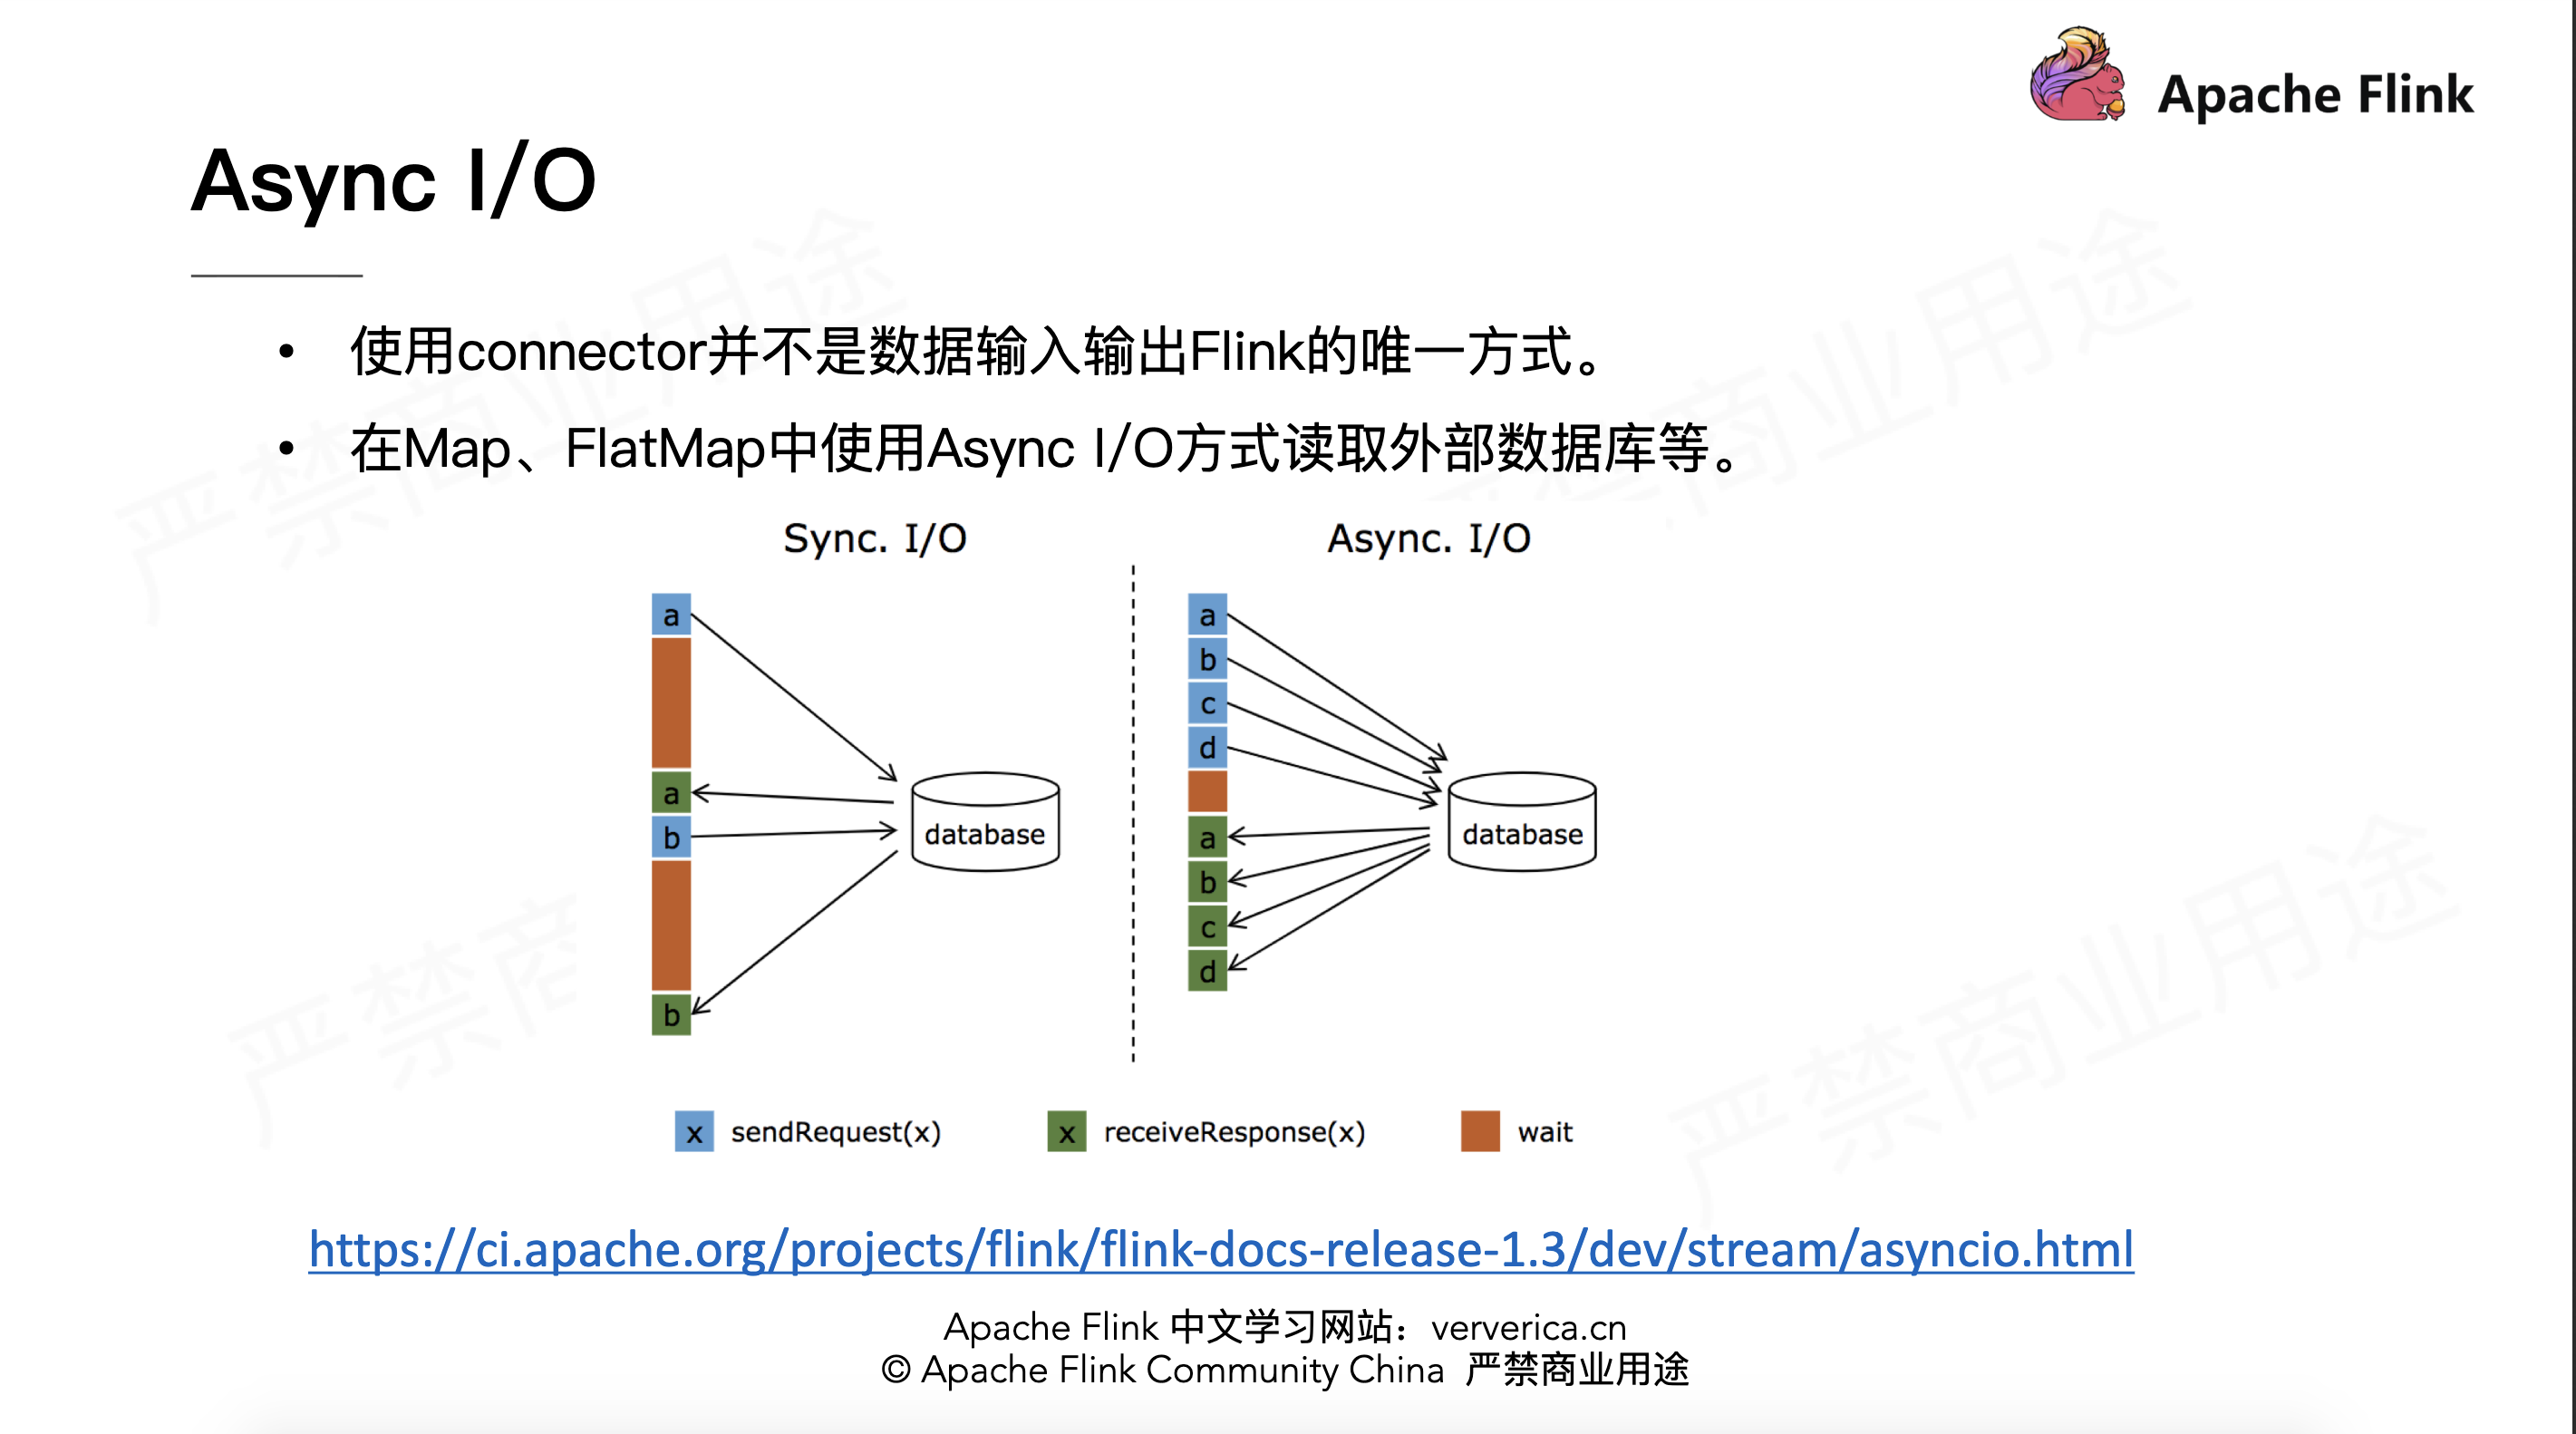 Apache Flink
Async I/O
• 使用connector并不是数据输入输出Flink的唯一方式。
• 在Map、FlatMap中使用Async I/O方式读取外部数据库等。
Sync. I/O
Async. I/O
a
a
b
b
database
a
b
c
d
a
b
c
d
database
x sendRequest(x)
x receiveResponse(x)
wait
https://ci.apache.org/projects/flink/flink-docs-release-1.3/dev/stream/asyncio.html
Apache Flink 中文学习网站：ververica.cn
© Apache Flink Community China 严禁商业用途
严禁商业用途
严禁商业用途
严禁商
严禁商业用途